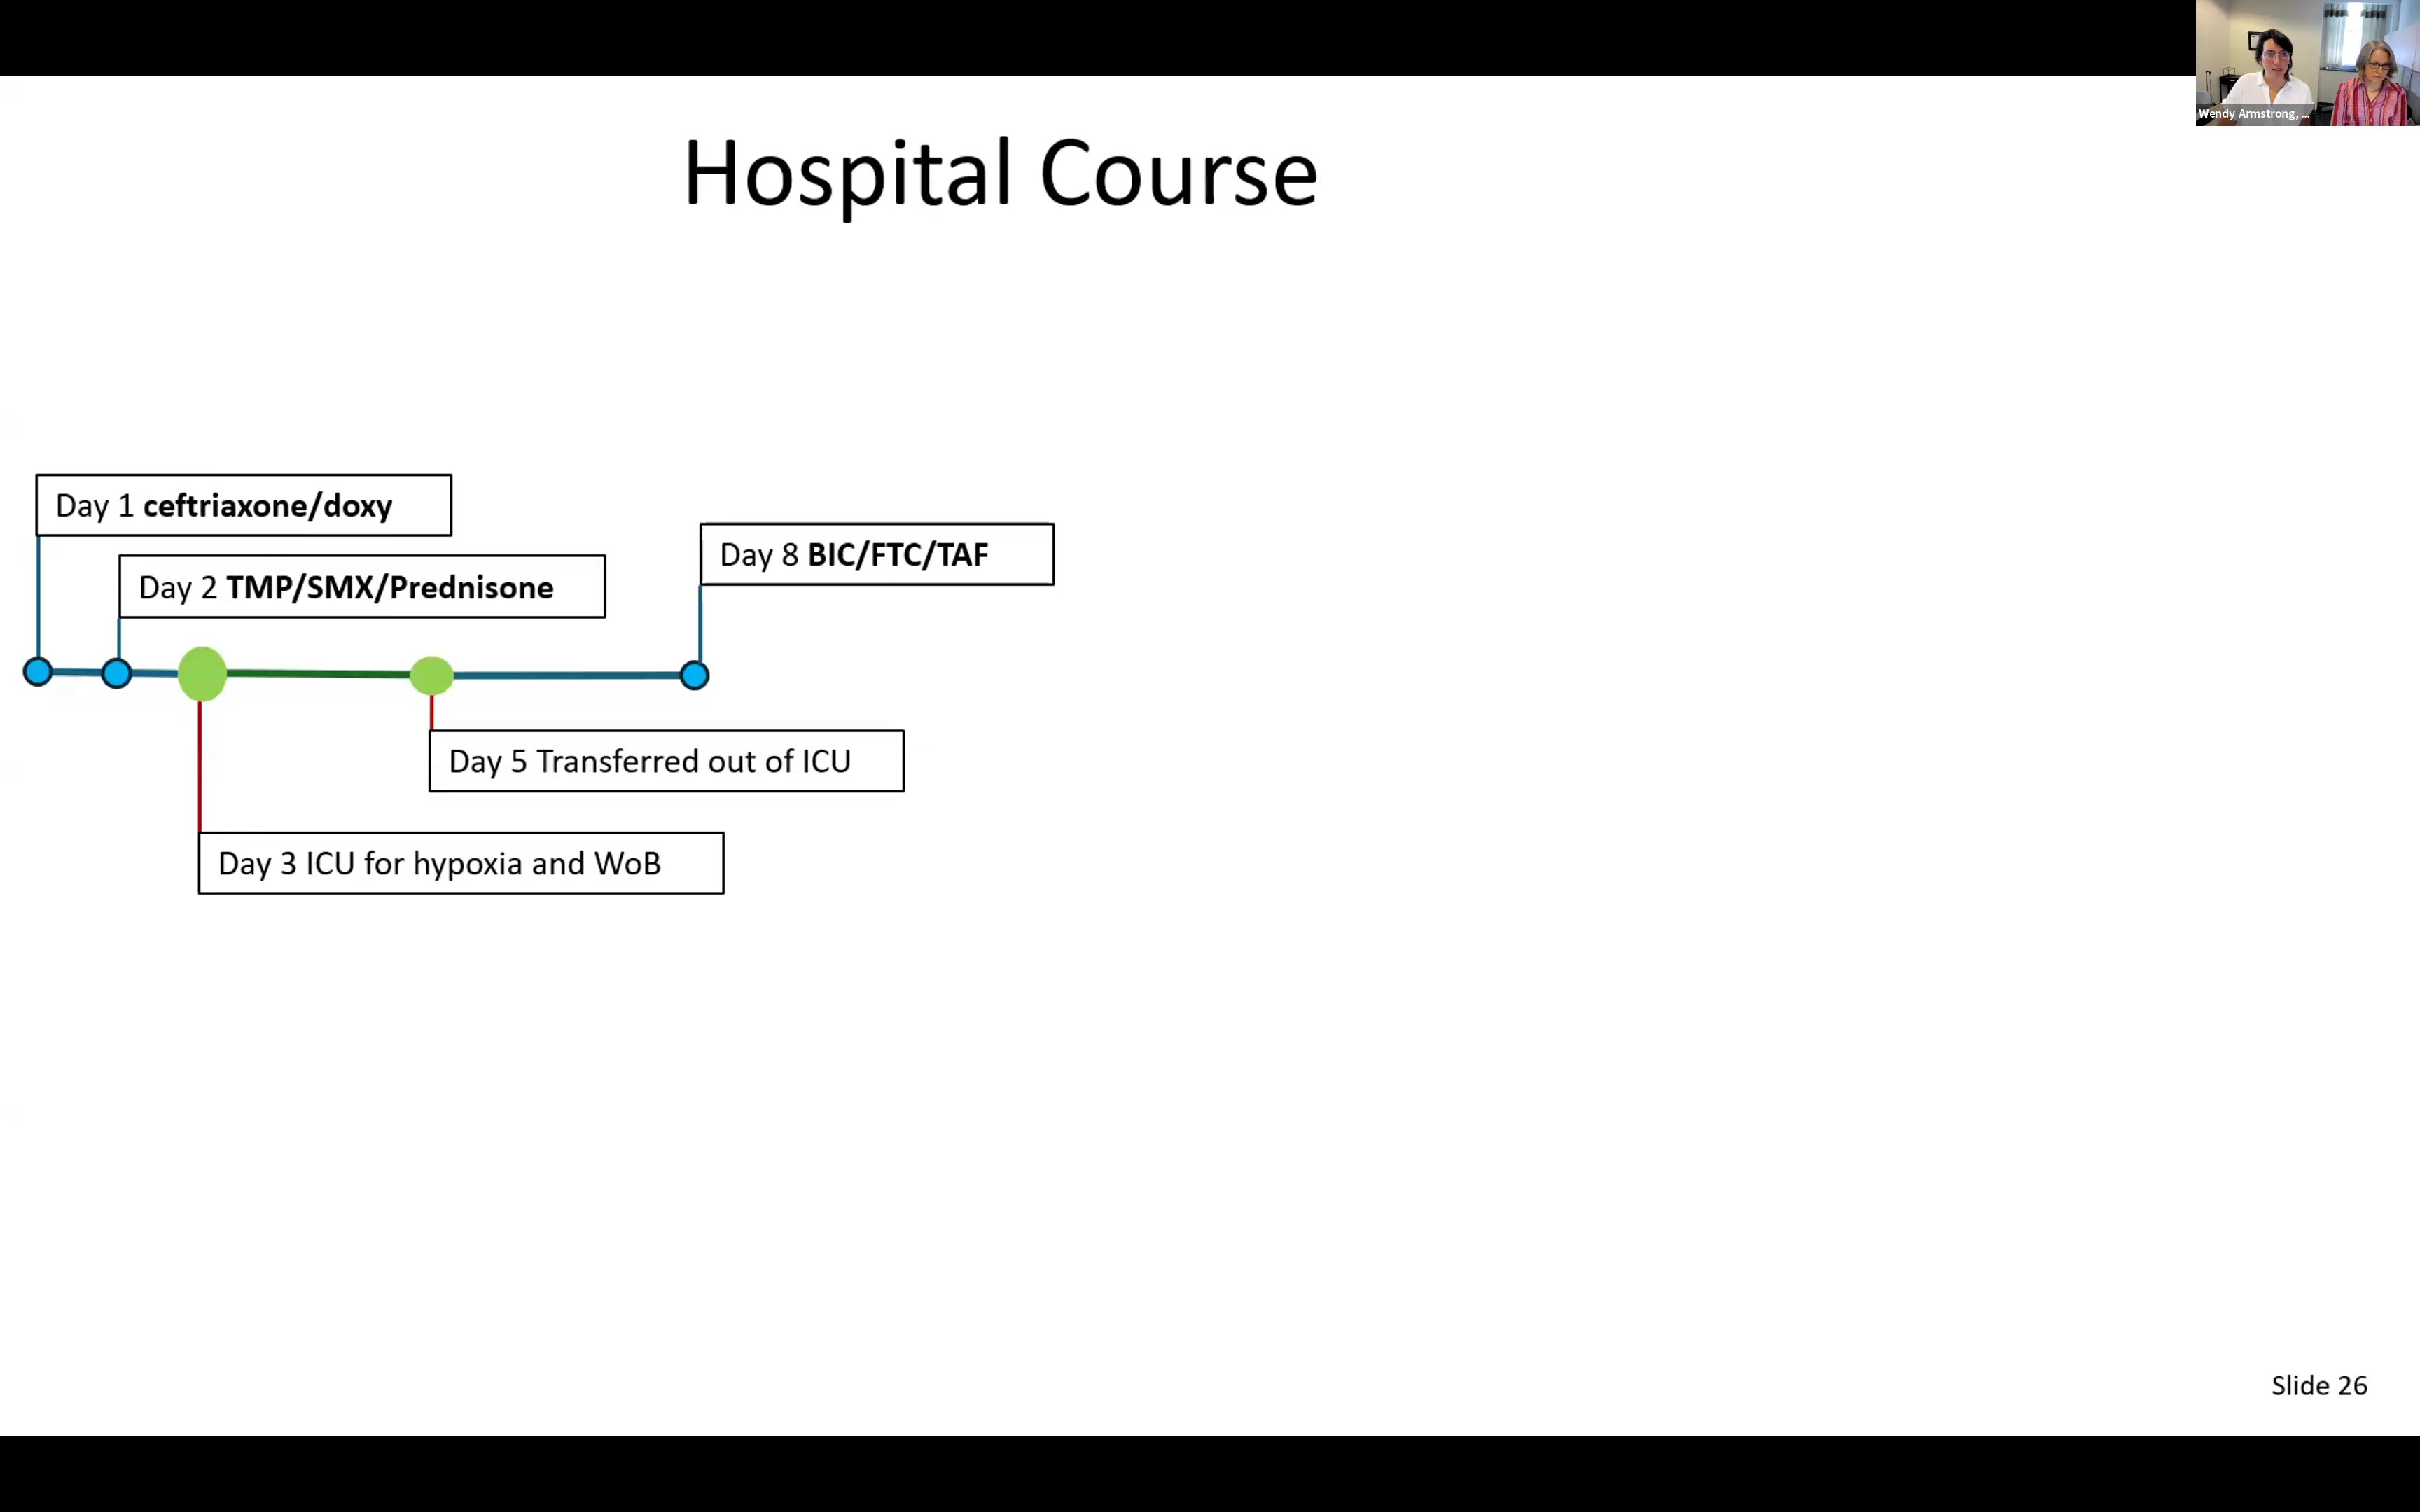 Wendy Armstrong, ...
Hospital Course
Day 1 ceftriaxone/doxy
Day 8 BIC/FTC/TAF
Day 2 TMP/SMX/Prednisone
Day 5 Transferred out of ICU
Day 3 ICU for hypoxia and WoB
Slide 26